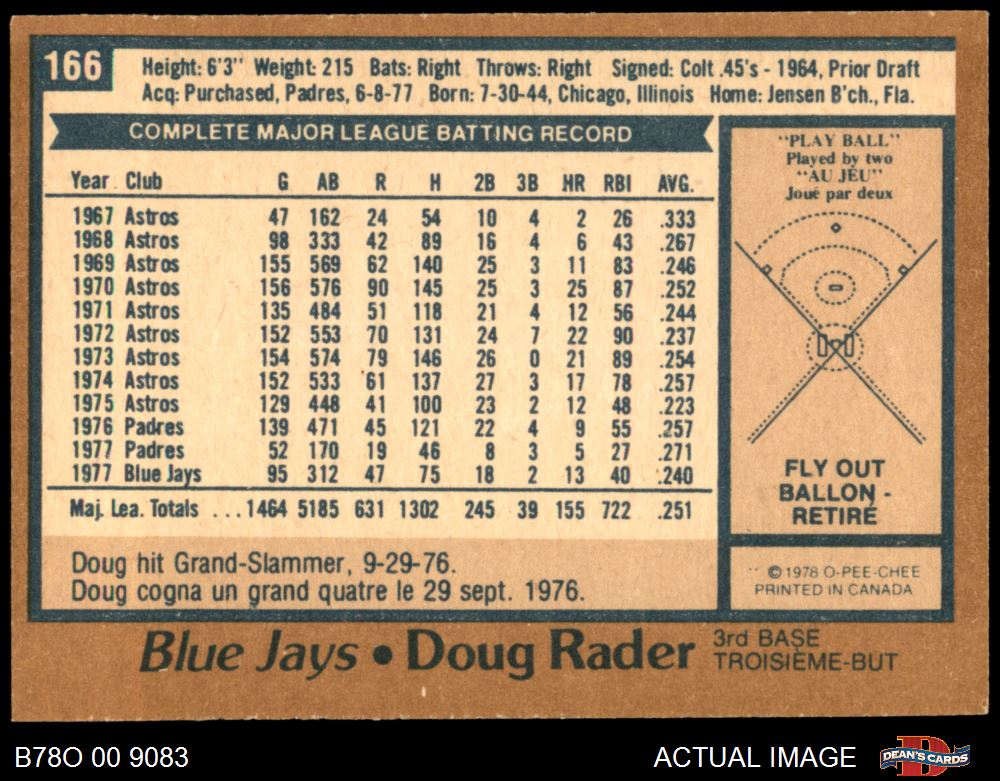 166
Height: 6'3" Weight: 215 Bats: Right Throws: Right Signed: Colt .45's - 1964, Prior Draft
Acq: Purchased, Padres, 6-8-77 Born: 7-30-44, Chicago, Illinois Home: Jensen B'ch., Fla.
COMPLETE MAJOR LEAGUE BATTING RECORD
Year Club G AB R H 2B 3B HR RBI AVG.
1967 Astros 47 162 24 54 10 4 2 26 .333
1968 Astros 98 333 42 89 16 4 6 43 .267
1969 Astros 155 569 62 140 25 3 11 83 .246
1970 Astros 156 576 90 145 25 3 25 87 .252
1971 Astros 135 484 51 118 21 4 12 56 .244
1972 Astros 152 553 70 131 24 7 22 90 .237
1973 Astros 154 574 79 146 26 0 21 89 .254
1974 Astros 152 533 61 137 27 3 17 78 .257
1975 Astros 129 448 41 100 23 2 12 48 .223
1976 Padres 139 471 45 121 22 4 9 55 .257
1977 Padres 52 170 19 46 8 3 5 27 .271
1977 Blue Jays 95 312 47 75 18 2 13 40 .240
Maj. Lea. Totals ...1464 5185 631 1302 245 39 155 722 .251
Doug hit Grand-Slammer, 9-29-76.
Doug cogna un grand quatre le 29 sept. 1976.
"PLAY BALL"
Played by two
"AU JEU"
Joué par deux
FLY OUT
BALLON -
RETIRÉ
© 1978 O-PEE-CHEE
PRINTED IN CANADA
Blue Jays • Doug Rader 3rd BASE
TROISIÈME-BUT
B78O 00 9083
ACTUAL IMAGE
DEAN'S CARDS